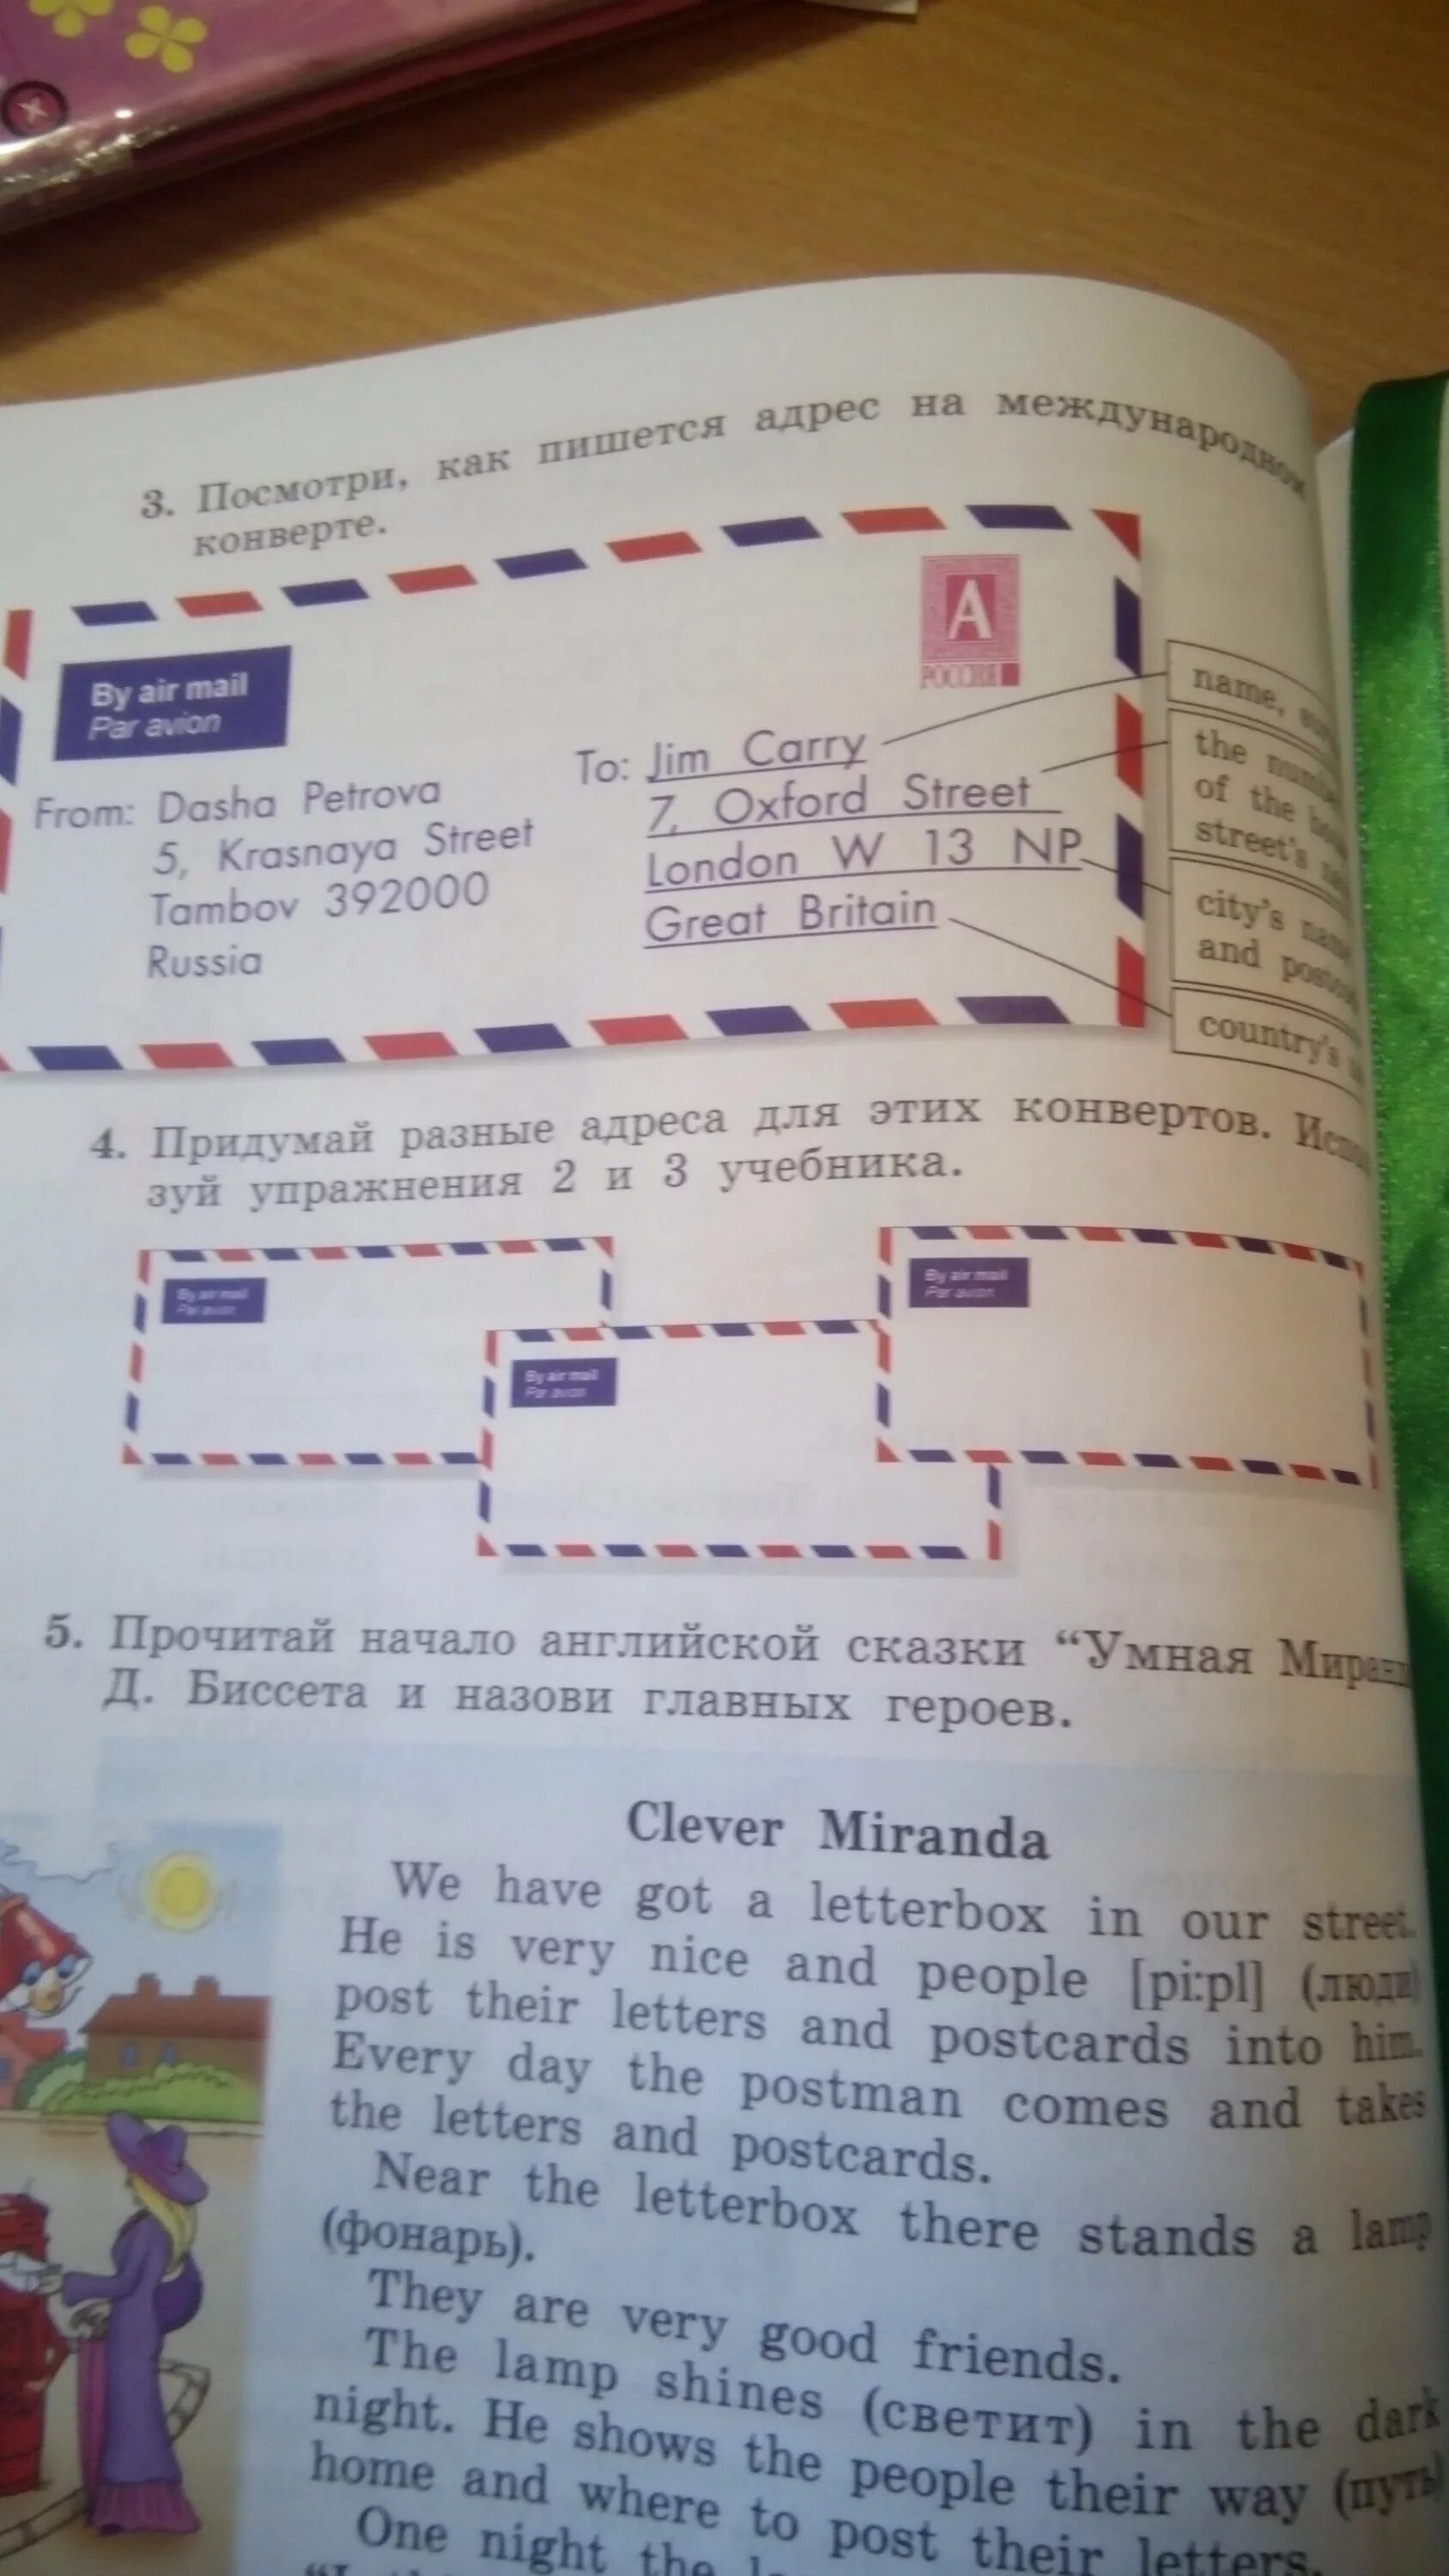 3. Посмотри, как пишется адрес на международном
конверте.
By air mail
Par avion
A
РОССИЯ
From: Dasha Petrova
5, Krasnaya Street
Tambov 392000
Russia
To: Jim Carry
7, Oxford Street
London W 13 NP
Great Britain
name,
the
of the
street's
city's
and
country's
4. Придумай разные адреса для этих конвертов.
зуй упражнения 2 и 3 учебника.
By air mail
Par avion
By air mail
Par avion
By air mail
Par avion
5. Прочитай начало английской сказки “Умная
Д. Биссета и назови главных героев.
Clever Miranda
We have got a letterbox in our street.
He is very nice and people [pi:pl] (люди)
post their letters and postcards into him.
Every day the postman comes and takes
the letters and postcards.
Near the letterbox there stands a lamp
(фонарь).
They are very good friends.
The lamp shines (светит) in the dark
night. He shows the people their way (путь)
home and where to post their letters.
One night the